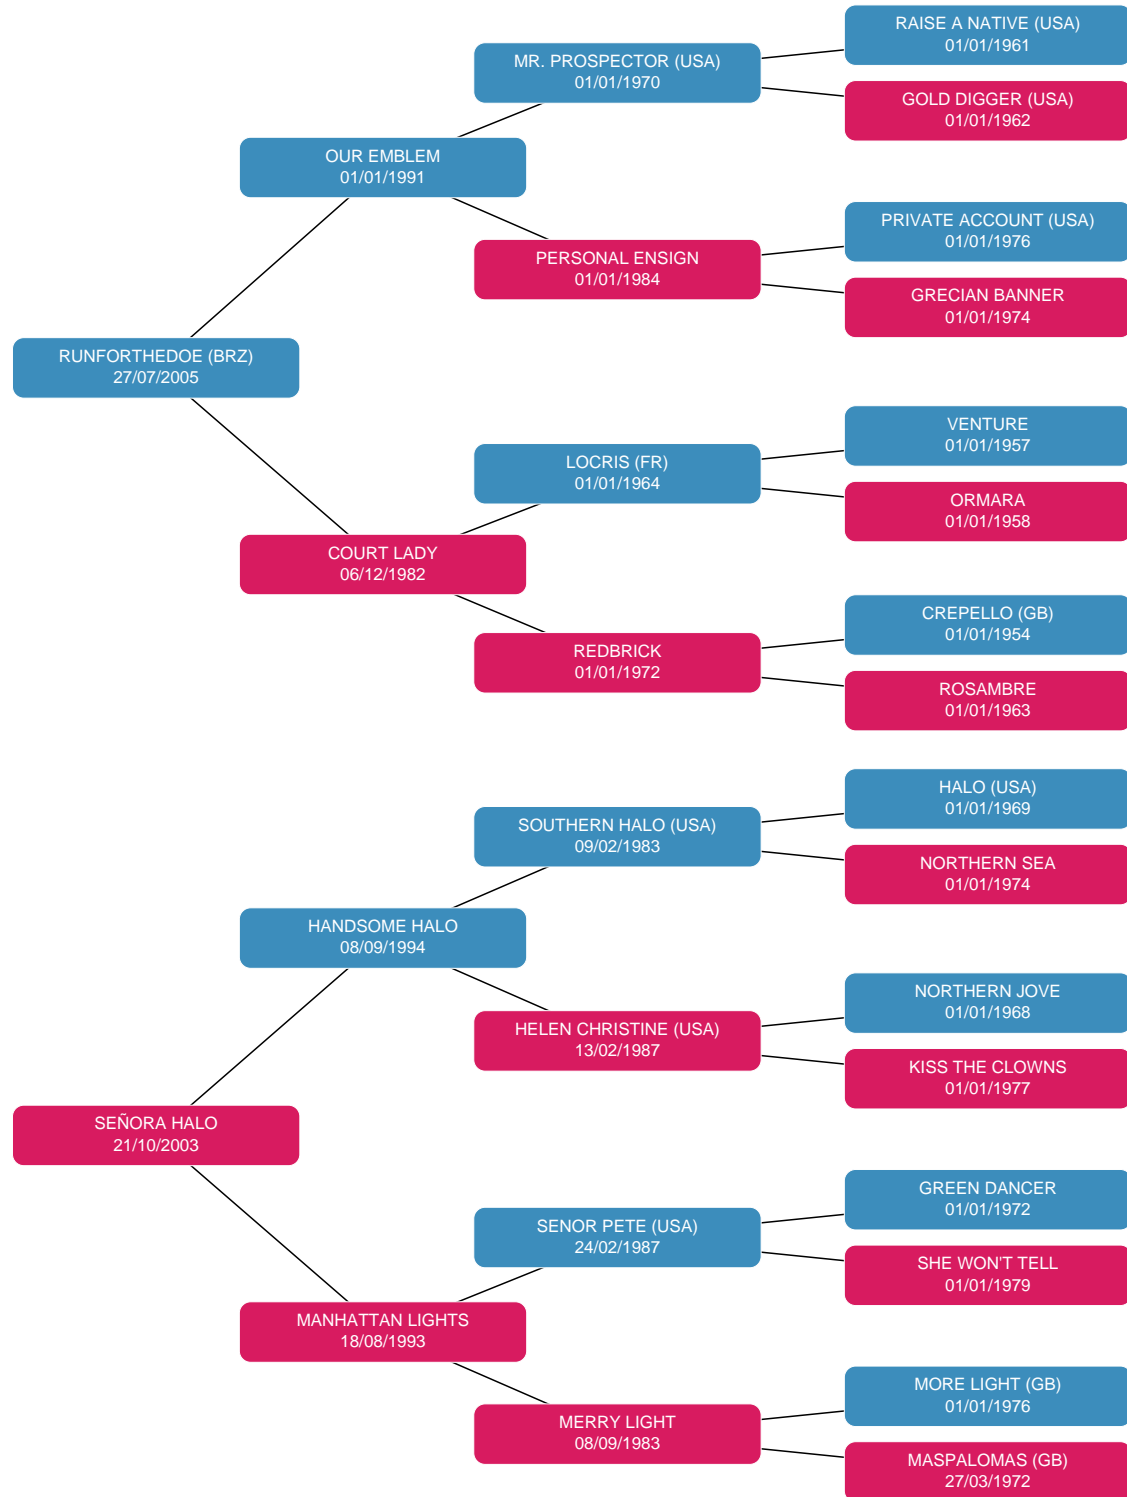 RAISE A NATIVE (USA)
01/01/1961
MR. PROSPECTOR (USA)
01/01/1970
GOLD DIGGER (USA)
01/01/1962
OUR EMBLEM
01/01/1991
PRIVATE ACCOUNT (USA)
01/01/1976
PERSONAL ENSIGN
01/01/1984
GRECIAN BANNER
01/01/1974
RUNFORTHEDOE (BRZ)
27/07/2005
VENTURE
01/01/1957
LOCRIS (FR)
01/01/1964
ORMARA
01/01/1958
COURT LADY
06/12/1982
CREPELLO (GB)
01/01/1954
REDBRICK
01/01/1972
ROSAMBRE
01/01/1963
HALO (USA)
01/01/1969
SOUTHERN HALO (USA)
09/02/1983
NORTHERN SEA
01/01/1974
HANDSOME HALO
08/09/1994
NORTHERN JOVE
01/01/1968
HELEN CHRISTINE (USA)
13/02/1987
KISS THE CLOWNS
01/01/1977
SEÑORA HALO
21/10/2003
GREEN DANCER
01/01/1972
SENOR PETE (USA)
24/02/1987
SHE WON'T TELL
01/01/1979
MANHATTAN LIGHTS
18/08/1993
MORE LIGHT (GB)
01/01/1976
MERRY LIGHT
08/09/1983
MASPALOMAS (GB)
27/03/1972